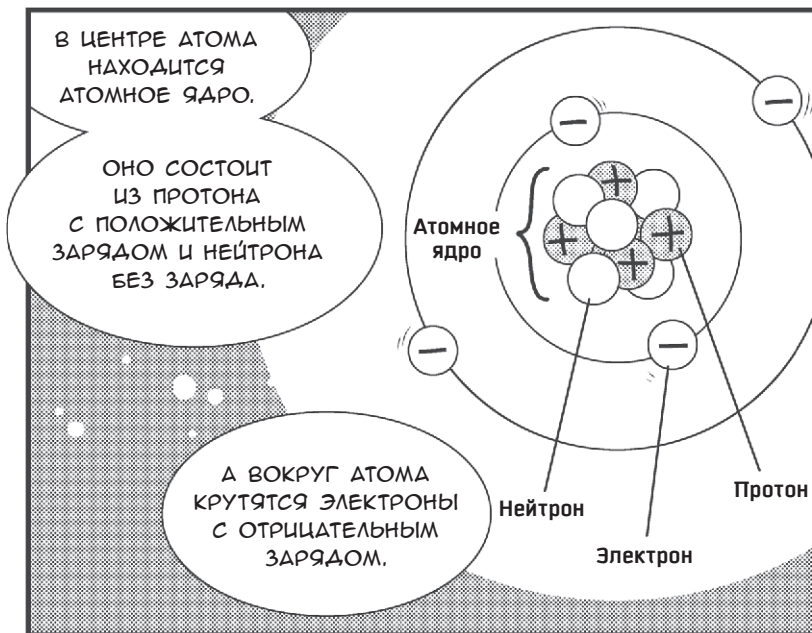 В ЦЕНТРЕ АТОМА
НАХОДИТСЯ
АТОМНОЕ ЯДРО.
ОНО СОСТОИТ
ИЗ ПРОТОНА
С ПОЛОЖИТЕЛЬНЫМ
ЗАРЯДОМ И НЕЙТРОНА
БЕЗ ЗАРЯДА.
Атомное
ядро
А ВОКРУГ АТОМА
КРУТЯТСЯ ЭЛЕКТРОНЫ
С ОТРИЦАТЕЛЬНЫМ
ЗАРЯДОМ.
Нейтрон
Электрон
Протон